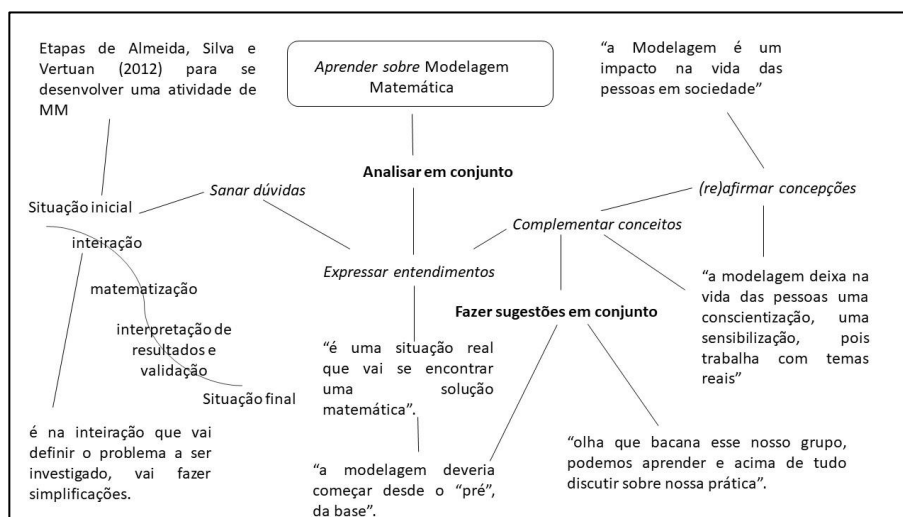 Etapas de Almeida, Silva e
Vertuan (2012) para se
desenvolver uma atividade de
MM
Aprender sobre Modelagem
Matemática
“a Modelagem é um
impacto na vida das
pessoas em sociedade”
Analisar em conjunto
Sanar dúvidas
(re)afirmar concepções
Situação inicial
Complementar conceitos
inteiração
Expressar entendimentos
matematização
“a modelagem deixa na
vida das pessoas uma
conscientização, uma
sensibilização, pois
trabalha com temas
reais”
Fazer sugestões em conjunto
interpretação de
resultados e
validação
“é uma situação real
que vai se encontrar
uma solução
matemática”.
Situação final
é na inteiração que vai
definir o problema a ser
investigado, vai fazer
simplificações.
“a modelagem deveria
começar desde o “pré”,
da base”.
“olha que bacana esse nosso grupo,
podemos aprender e acima de tudo
discutir sobre nossa prática”.